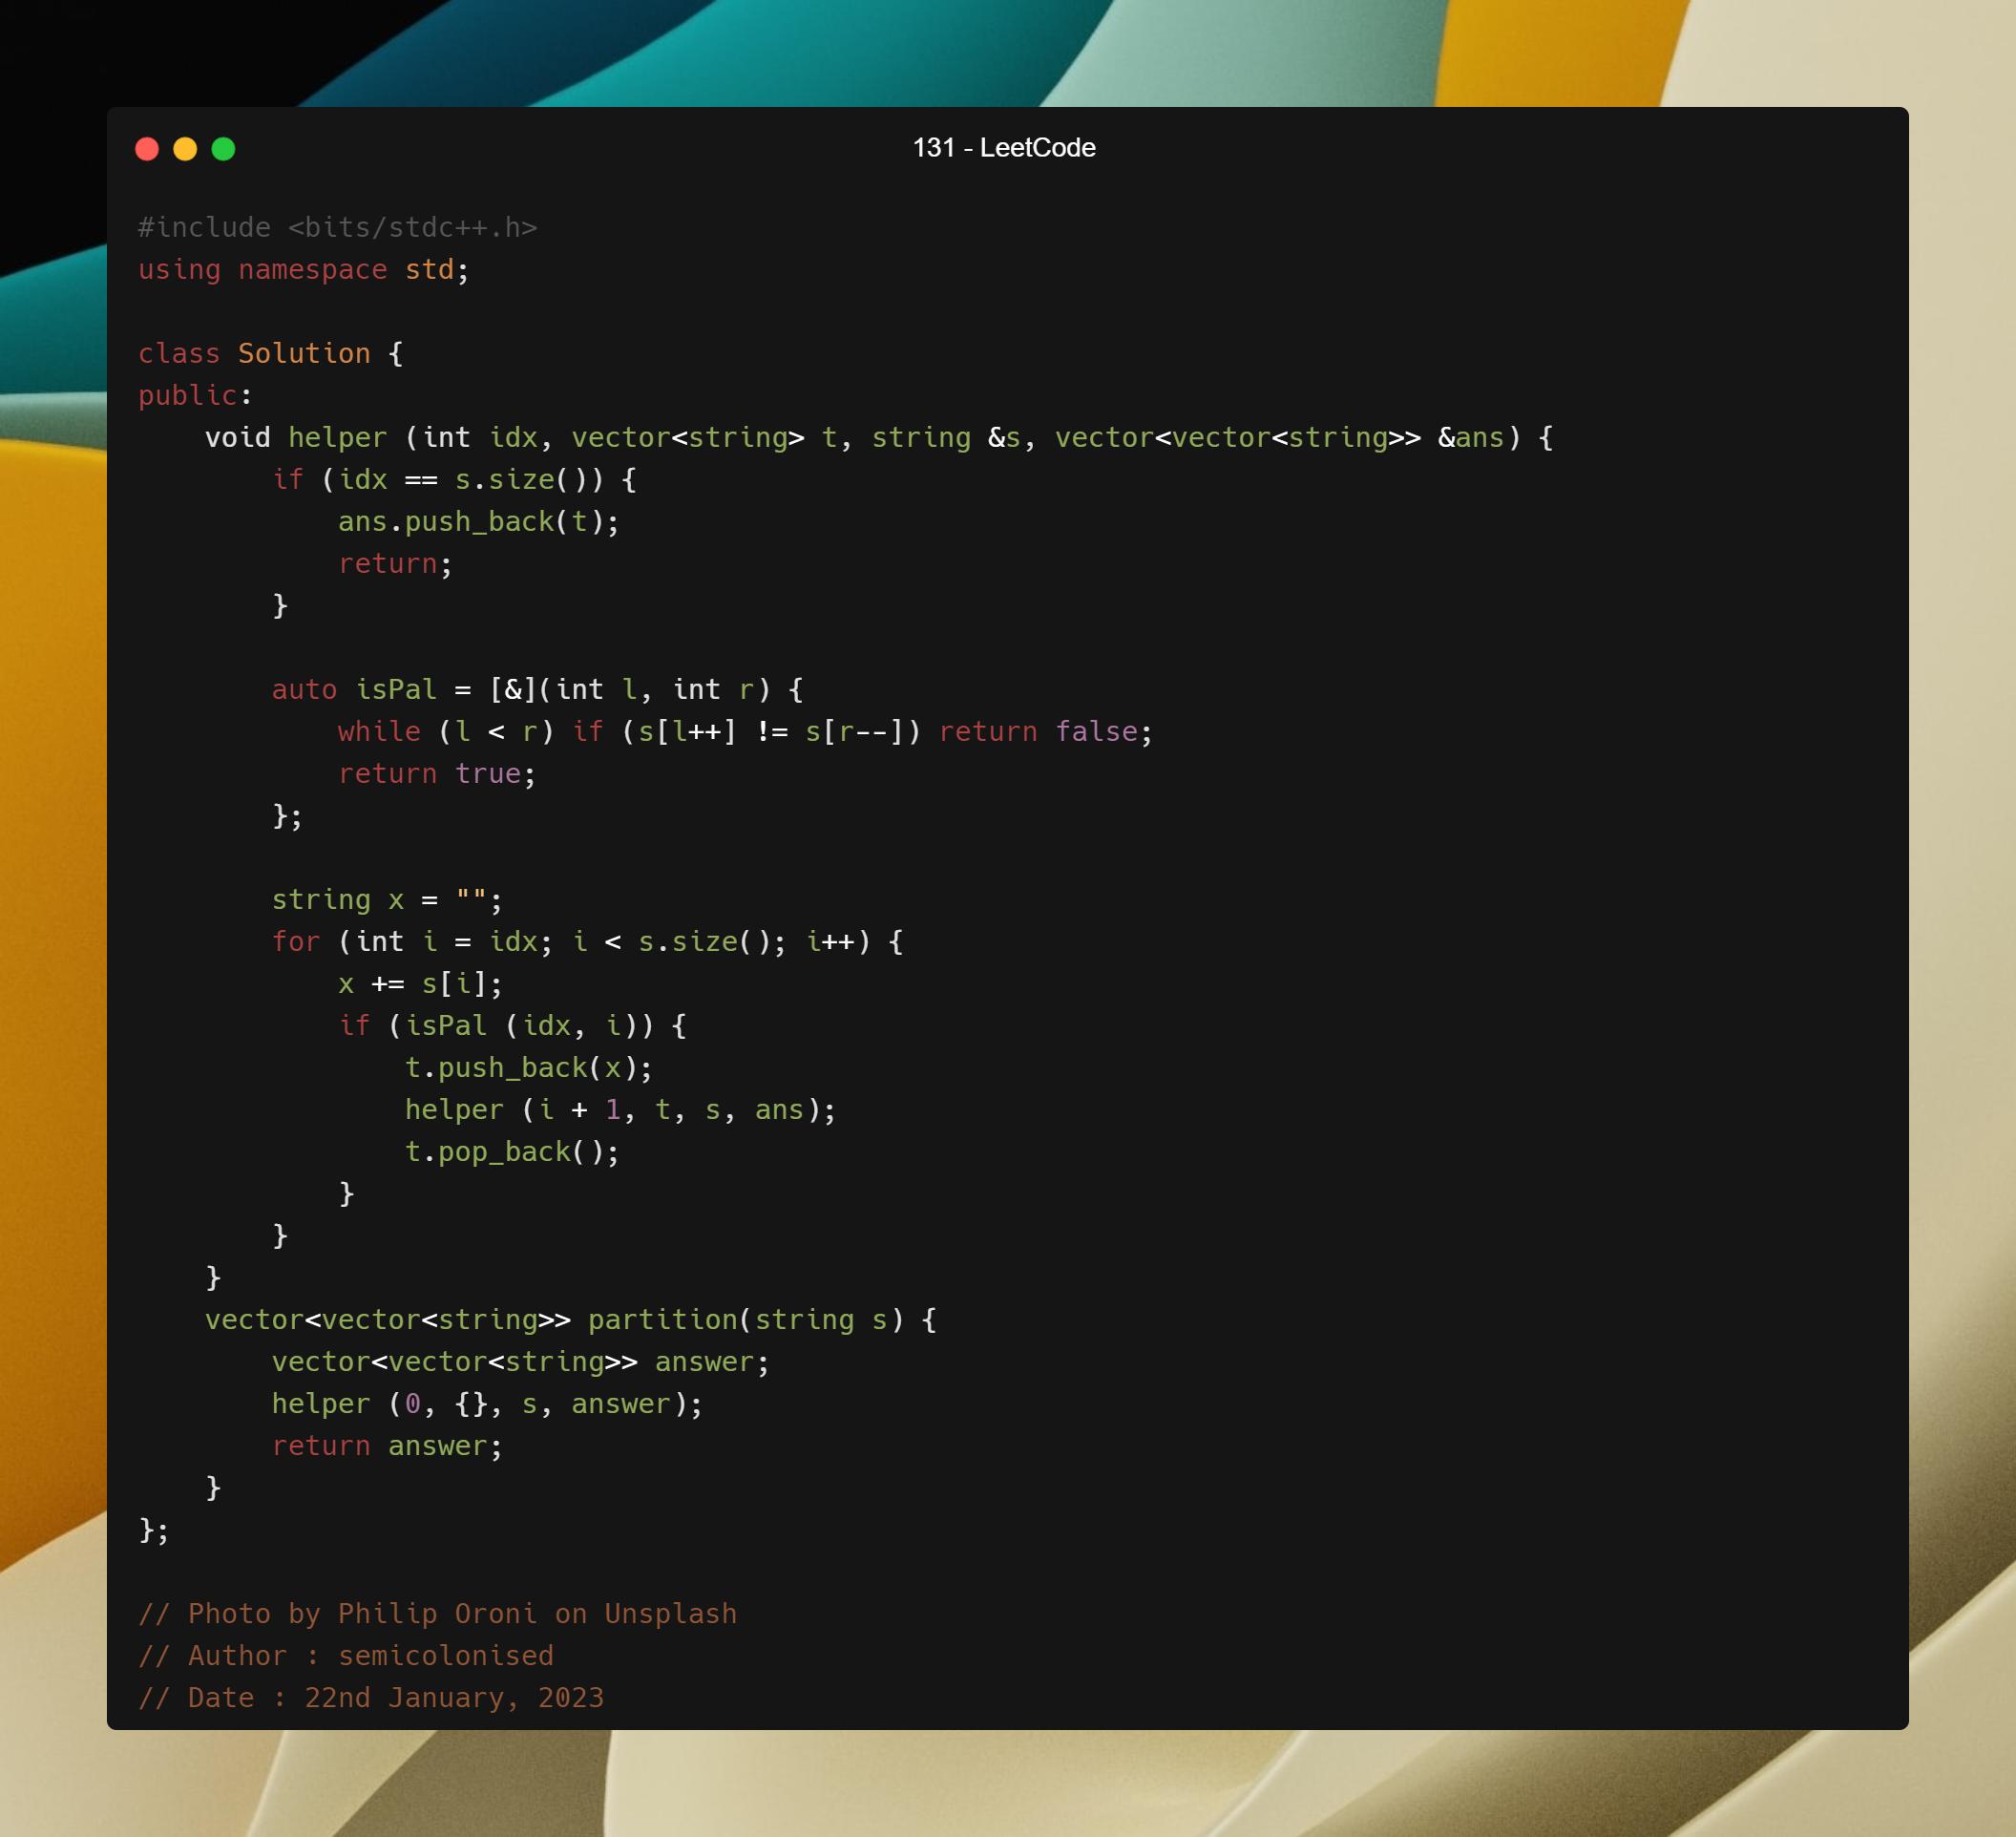 131 - LeetCode
#include <bits/stdc++.h>
using namespace std;

class Solution {
public:
    void helper (int idx, vector<string> t, string &s, vector<vector<string>> &ans) {
        if (idx == s.size()) {
            ans.push_back(t);
            return;
        }

        auto isPal = [&](int l, int r) {
            while (l < r) if (s[l++] != s[r--]) return false;
            return true;
        };

        string x = "";
        for (int i = idx; i < s.size(); i++) {
            x += s[i];
            if (isPal (idx, i)) {
                t.push_back(x);
                helper (i + 1, t, s, ans);
                t.pop_back();
            }
        }
    }
    vector<vector<string>> partition(string s) {
        vector<vector<string>> answer;
        helper (0, {}, s, answer);
        return answer;
    }
};

// Photo by Philip Oroni on Unsplash
// Author : semicolonised
// Date : 22nd January, 2023